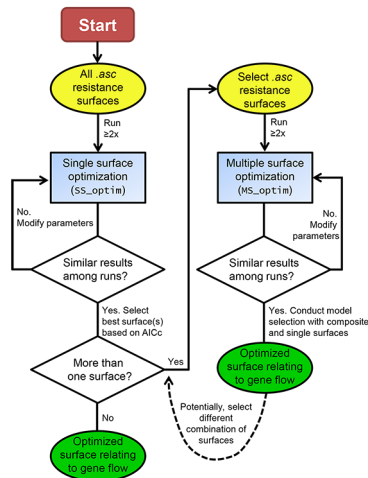 Start
All .asc
resistance
surfaces
Run
≥2x
Single surface
optimization
(SS_optim)
No.
Modify parameters
Similar results
among runs?
Yes. Select
best surface(s)
based on AICc
More than
one surface?
Yes
No
Optimized
surface relating
to gene flow
Select .asc
resistance
surfaces
Run
≥2x
Multiple surface
optimization
(MS_optim)
No.
Modify
parameters
Similar results
among runs?
Yes. Conduct model
selection with composite
and single surfaces
Optimized
surface relating
to gene flow
Potentially, select
different
combination of
surfaces